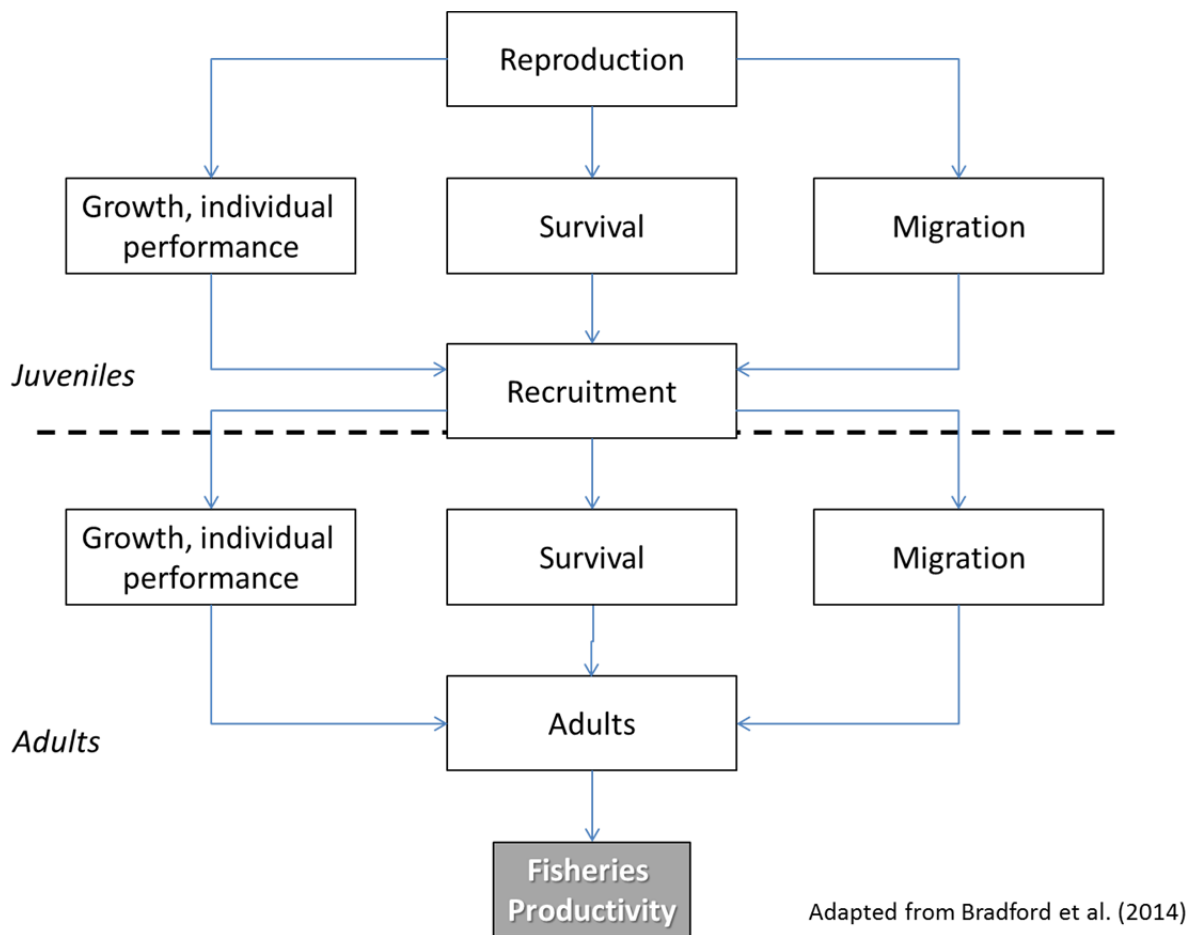 Reproduction
Growth, individual
performance
Survival
Migration
Juveniles
Recruitment
Growth, individual
performance
Survival
Migration
Adults
Adults
Fisheries
Productivity
Adapted from Bradford et al. (2014)